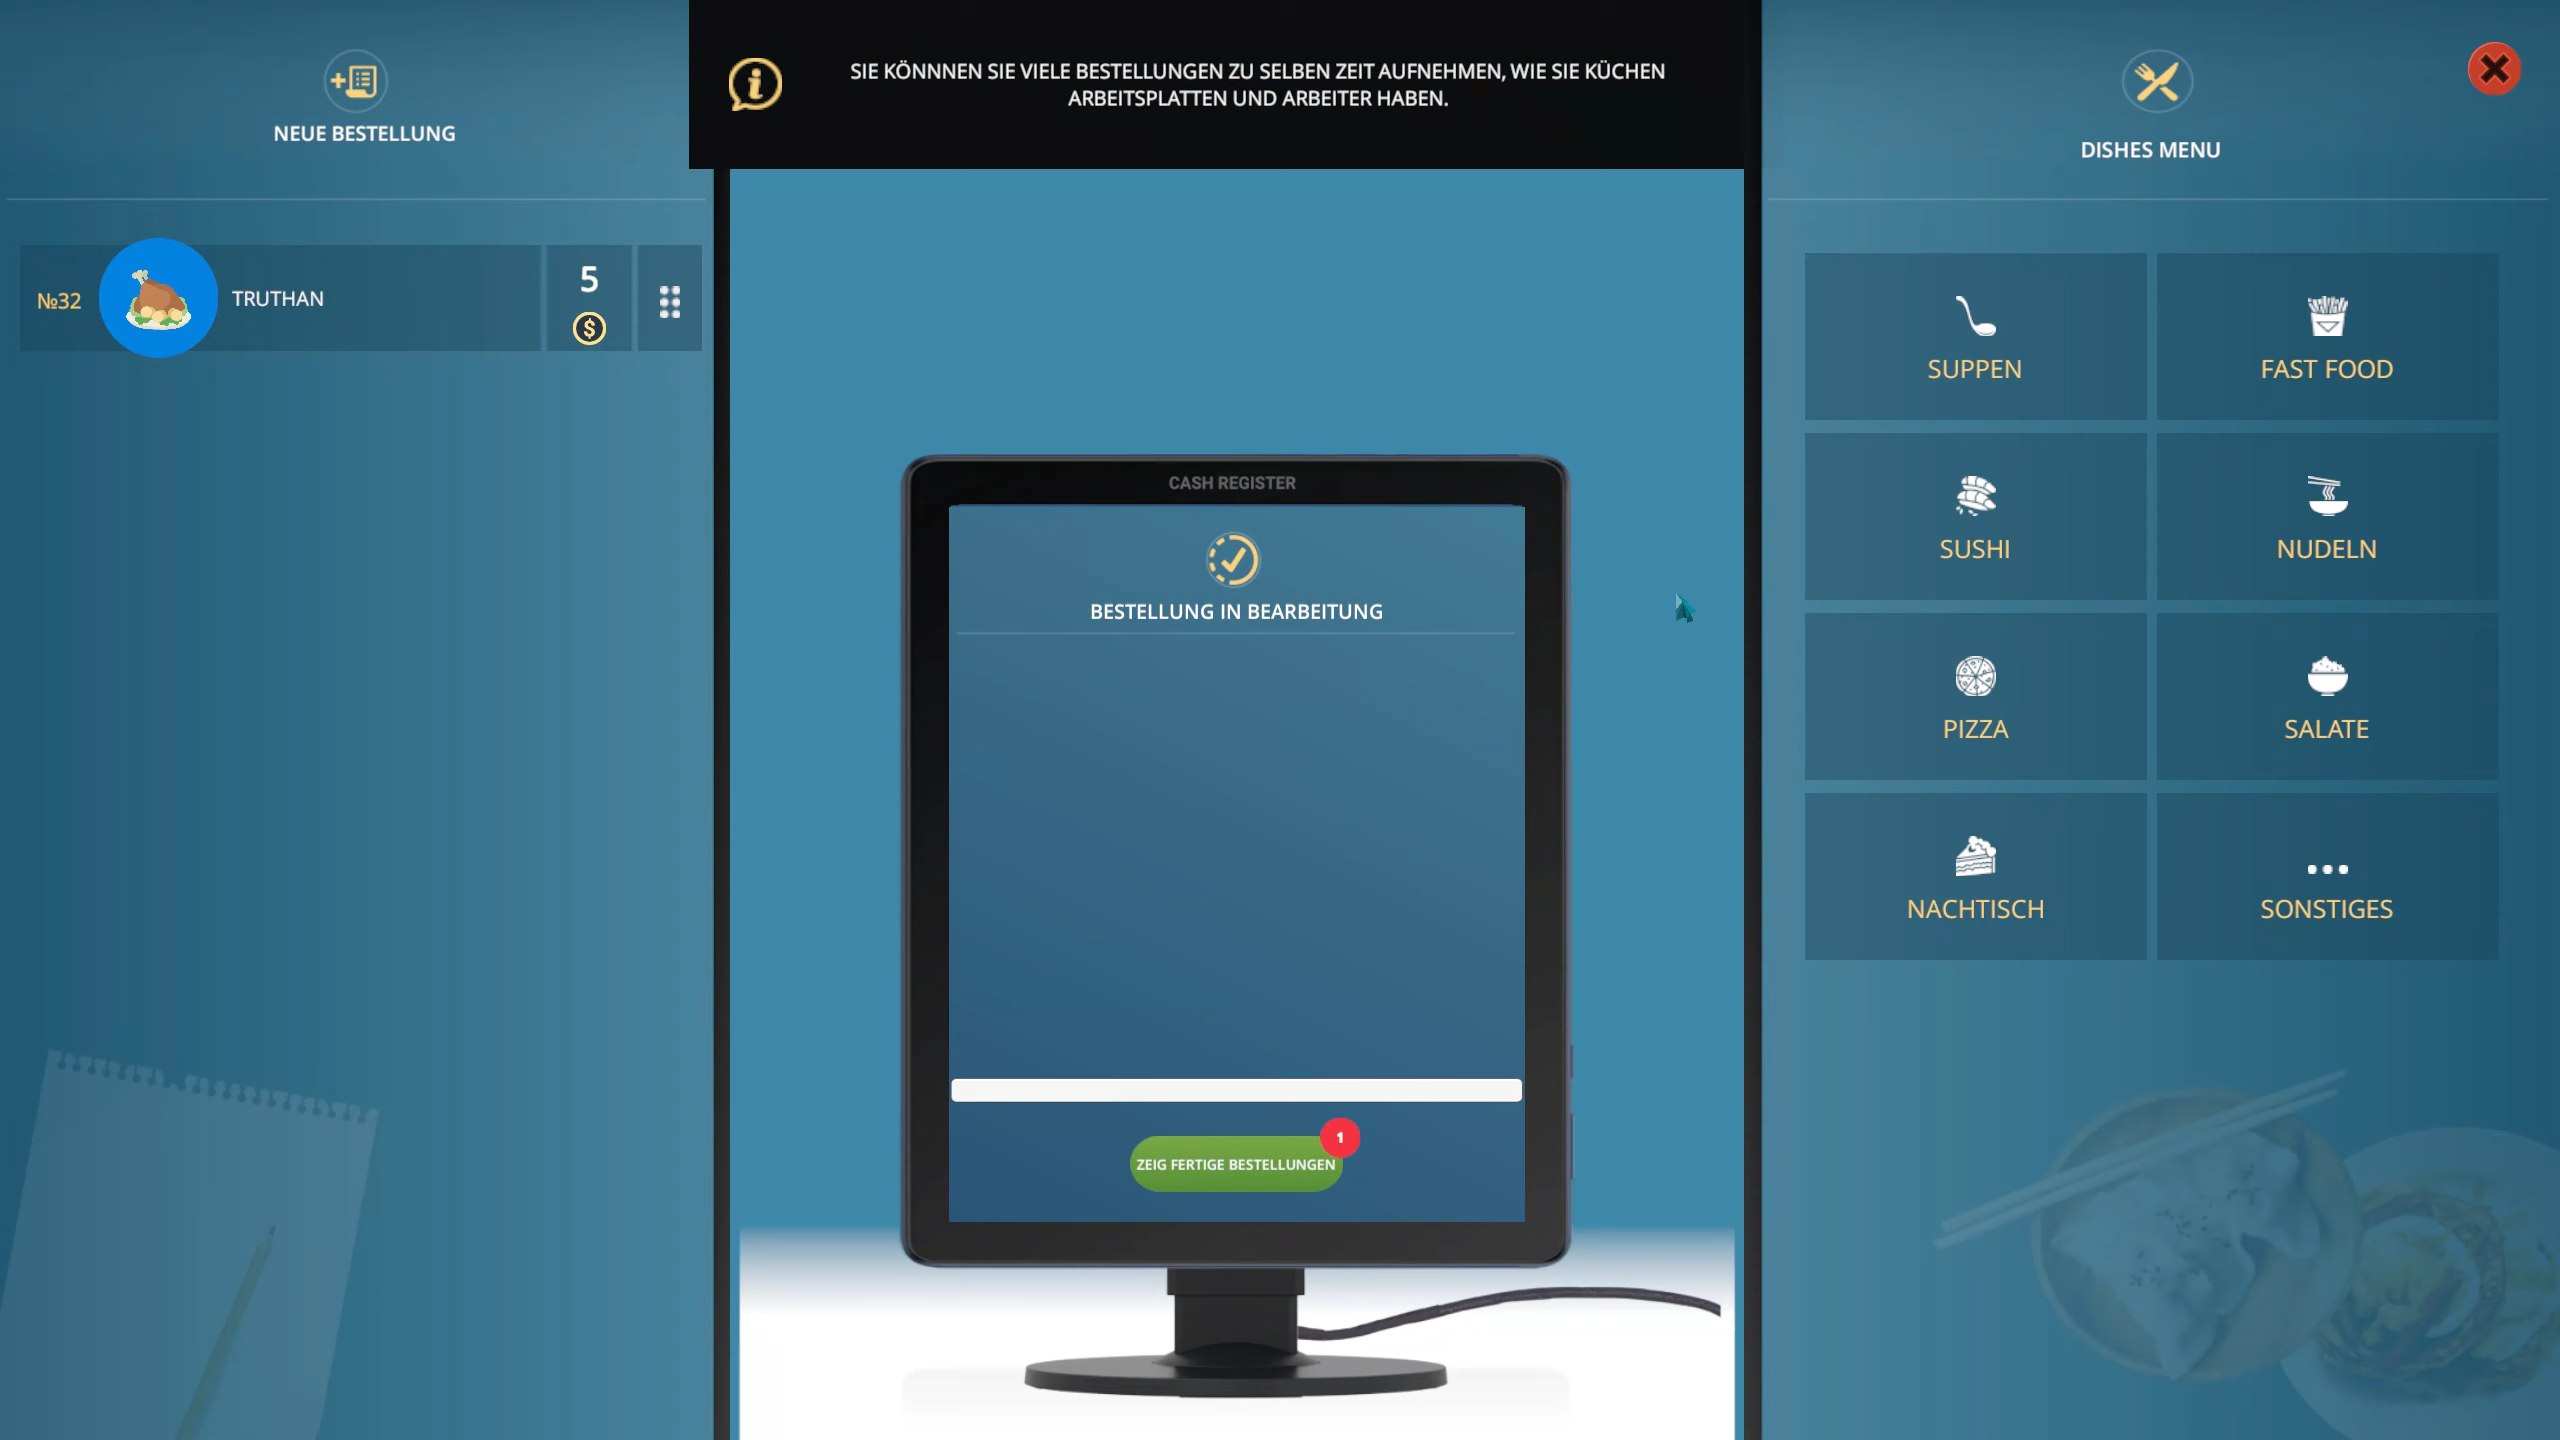 NEUE BESTELLUNG
№32
TRUTHAN
5
SIE KÖNNNEN SIE VIELE BESTELLUNGEN ZU SELBEN ZEIT AUFNEHMEN, WIE SIE KÜCHEN
ARBEITSPLATTEN UND ARBEITER HABEN.
CASH REGISTER
BESTELLUNG IN BEARBEITUNG
1
ZEIG FERTIGE BESTELLUNGEN
DISHES MENU
SUPPEN
FAST FOOD
SUSHI
NUDELN
PIZZA
SALATE
NACHTISCH
SONSTIGES